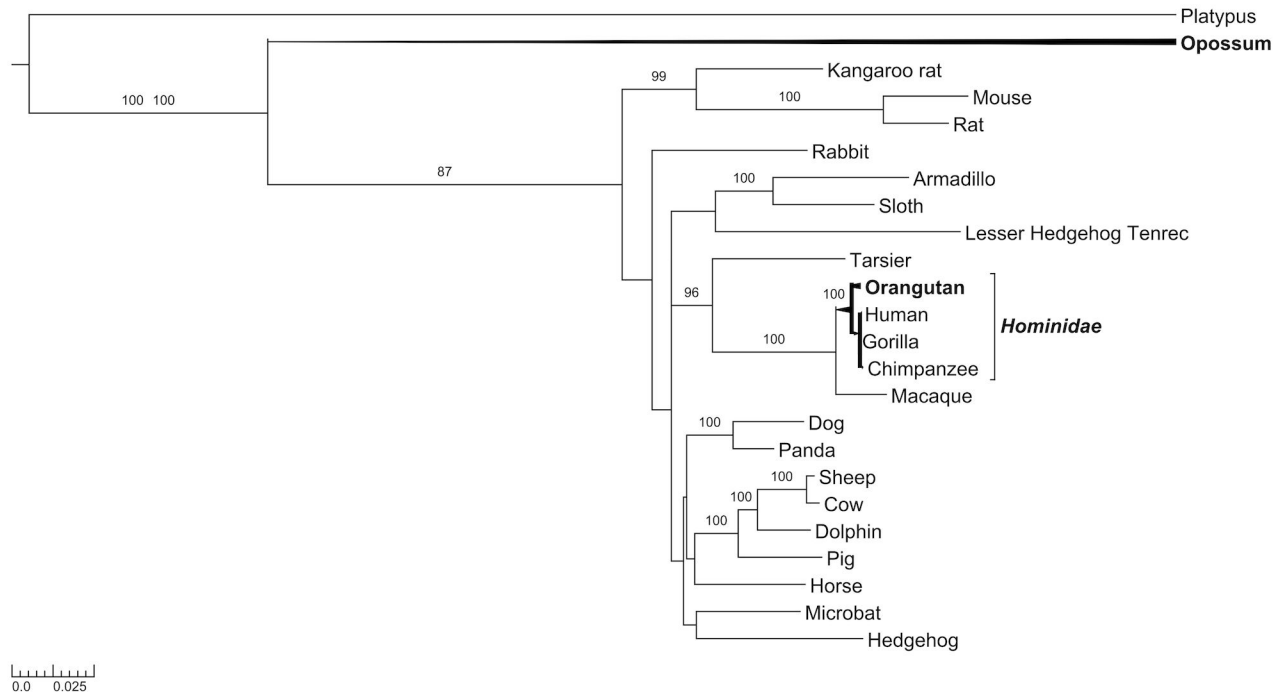 Platypus
Opossum
100 100
99
Kangaroo rat
100
Mouse
Rat
87
Rabbit
100
Armadillo
Sloth
Lesser Hedgehog Tenrec
Tarsier
96
100
Orangutan
Human
Hominidae
Gorilla
100
Chimpanzee
Macaque
100
Dog
Panda
100
Sheep
100
Cow
100
Dolphin
Pig
Horse
Microbat
Hedgehog
0.0 0.025